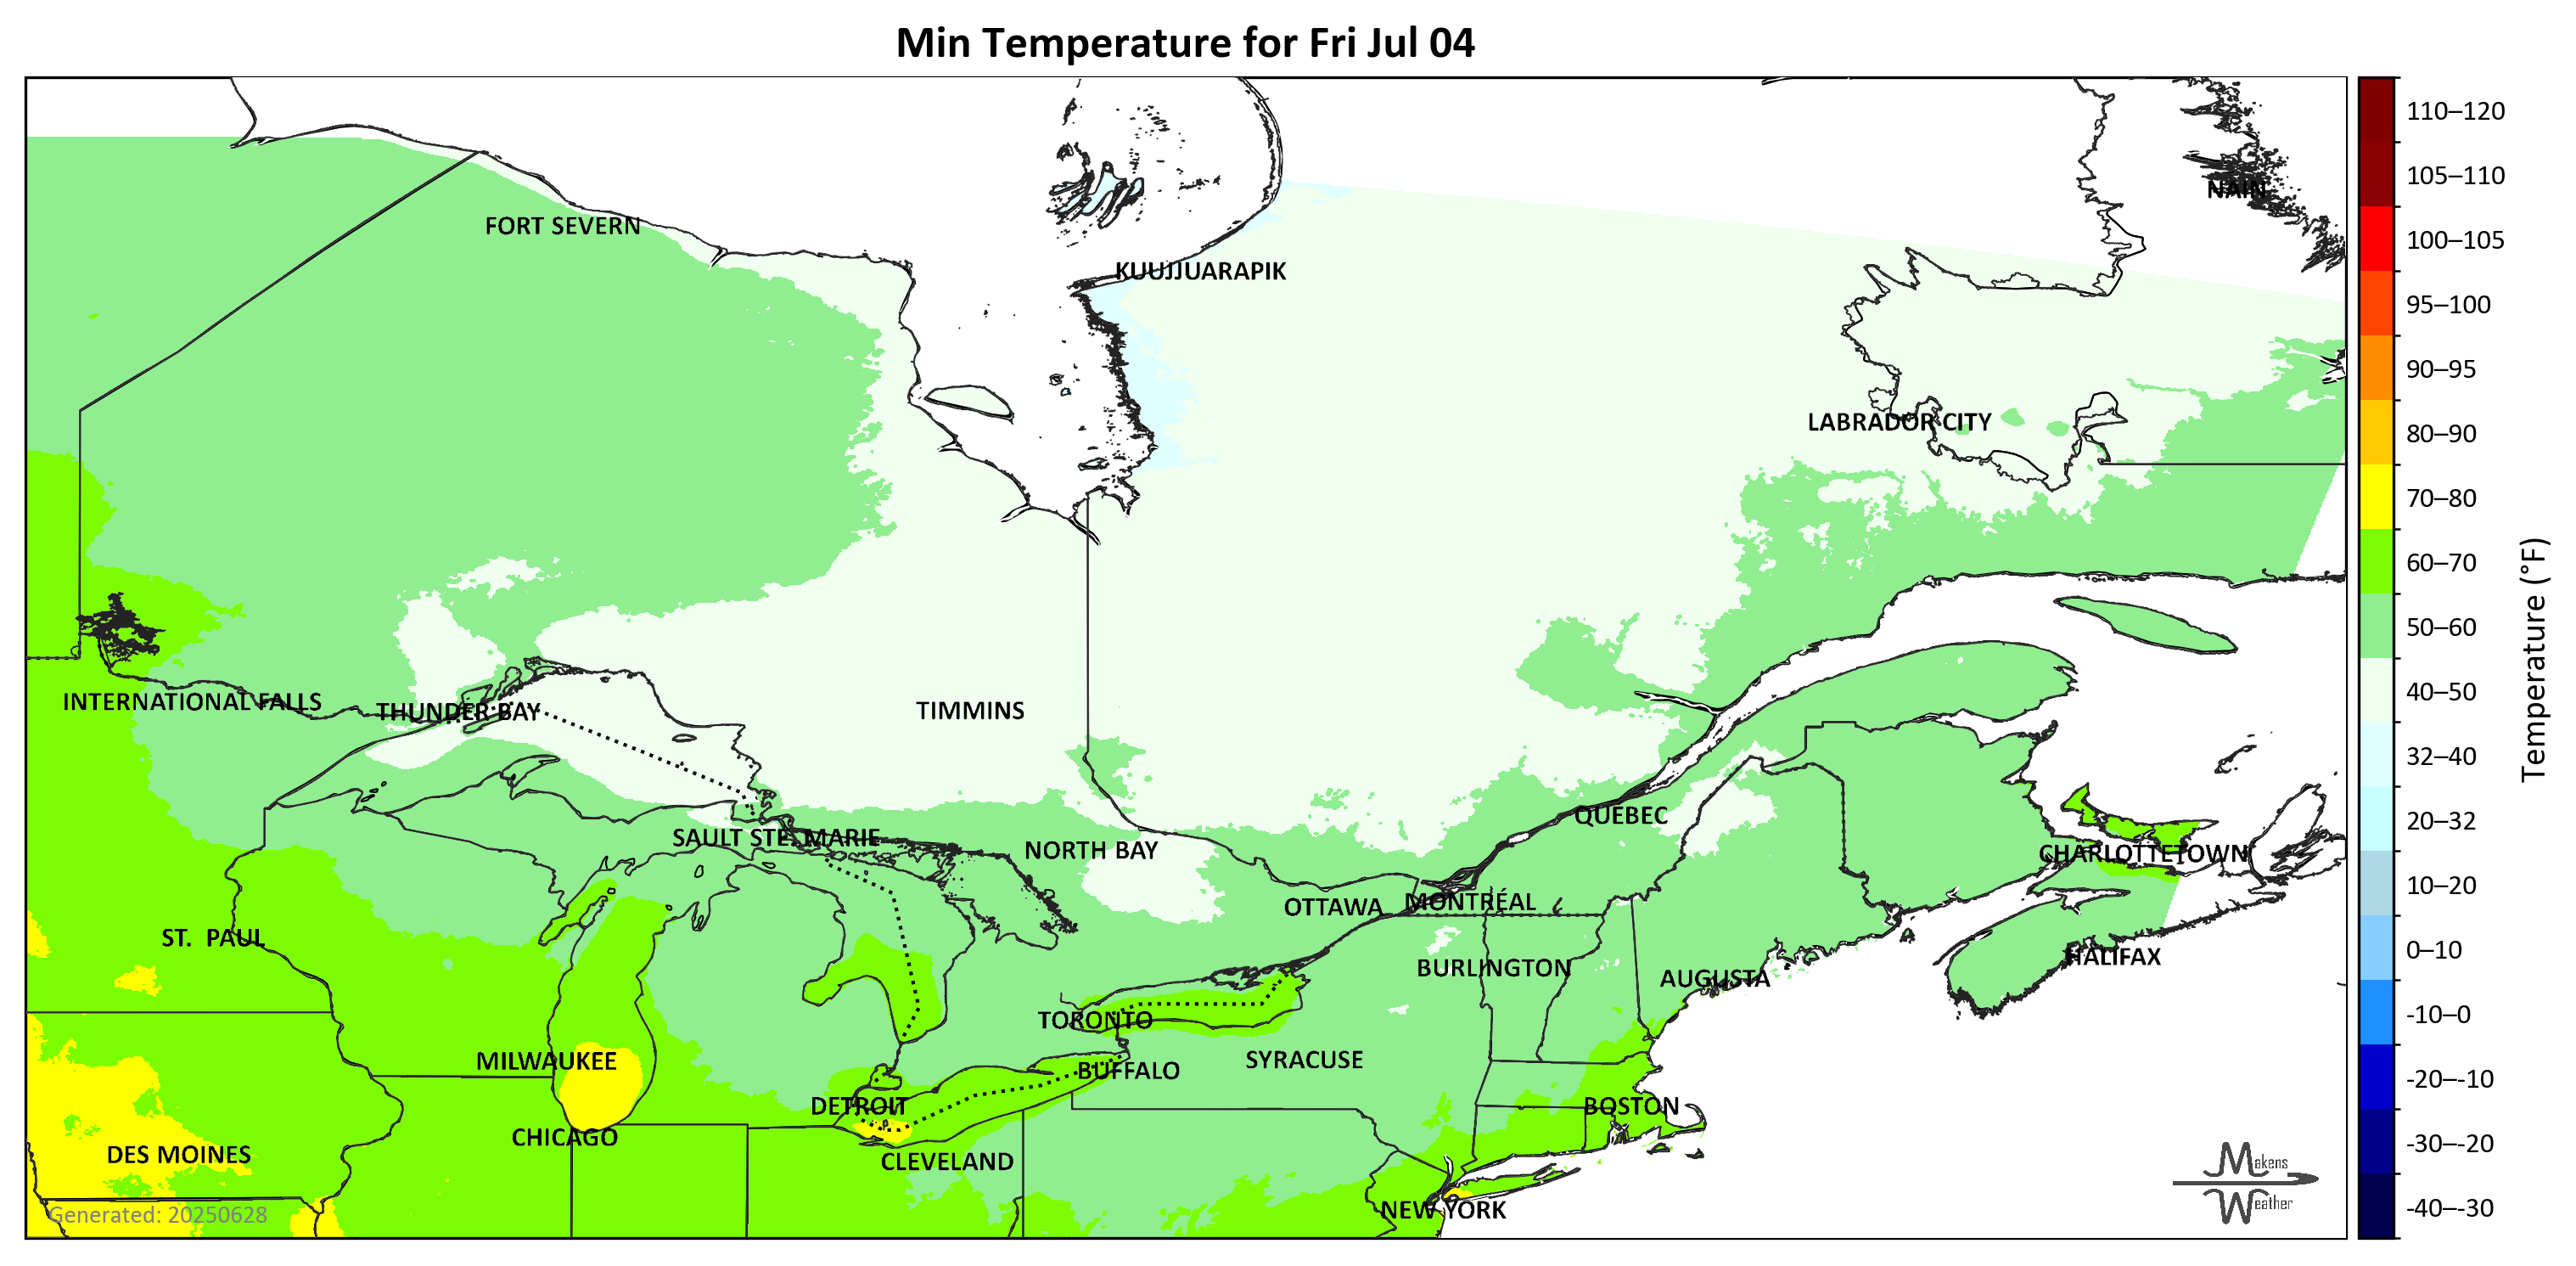 Min Temperature for Fri Jul 04
110–120
105–110
NAIN
100–105
FORT SEVERN
KUUJJUARAPIK
95–100
90–95
LABRADOR CITY
80–90
70–80
60–70
50–60
Temperature (°F)
INTERNATIONAL FALLS
THUNDER BAY
TIMMINS
40–50
32–40
QUÉBEC
20–32
SAULT STE. MARIE
NORTH BAY
CHARLOTTETOWN
10–20
OTTAWA
MONTRÉAL
ST. PAUL
0–10
HALIFAX
BURLINGTON
AUGUSTA
TORONTO
-10–0
MILWAUKEE
SYRACUSE
BUFFALO
-20–-10
DETROIT
BOSTON
CHICAGO
-30–-20
DES MOINES
CLEVELAND
Makens
Weather
NEW YORK
-40–-30
Generated: 20250628